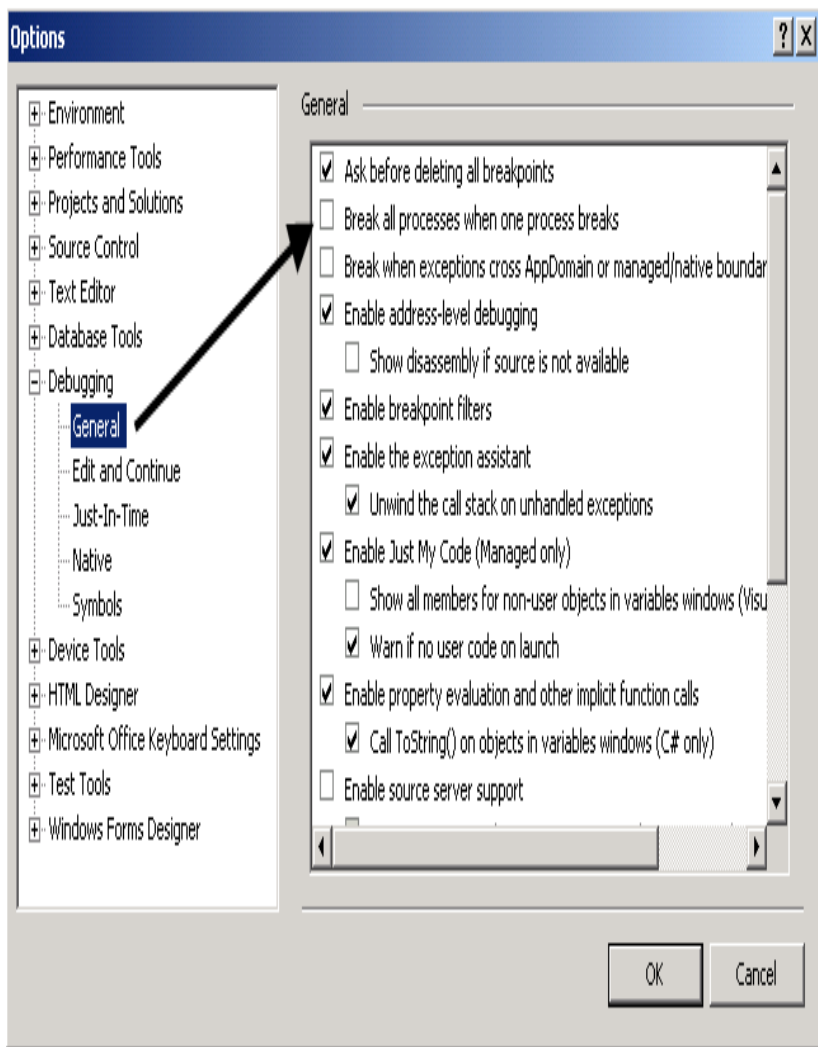 Options
Environment
Performance Tools
Projects and Solutions
Source Control
Text Editor
Database Tools
Debugging
General
Edit and Continue
Just-In-Time
Native
Symbols
Device Tools
HTML Designer
Microsoft Office Keyboard Settings
Test Tools
Windows Forms Designer
General
Ask before deleting all breakpoints
Break all processes when one process breaks
Break when exceptions cross AppDomain or managed/native boundar
Enable address-level debugging
Show disassembly if source is not available
Enable breakpoint filters
Enable the exception assistant
Unwind the call stack on unhandled exceptions
Enable Just My Code (Managed only)
Show all members for non-user objects in variables windows (Visu
Warn if no user code on launch
Enable property evaluation and other implicit function calls
Call ToString() on objects in variables windows (C# only)
Enable source server support
OK
Cancel